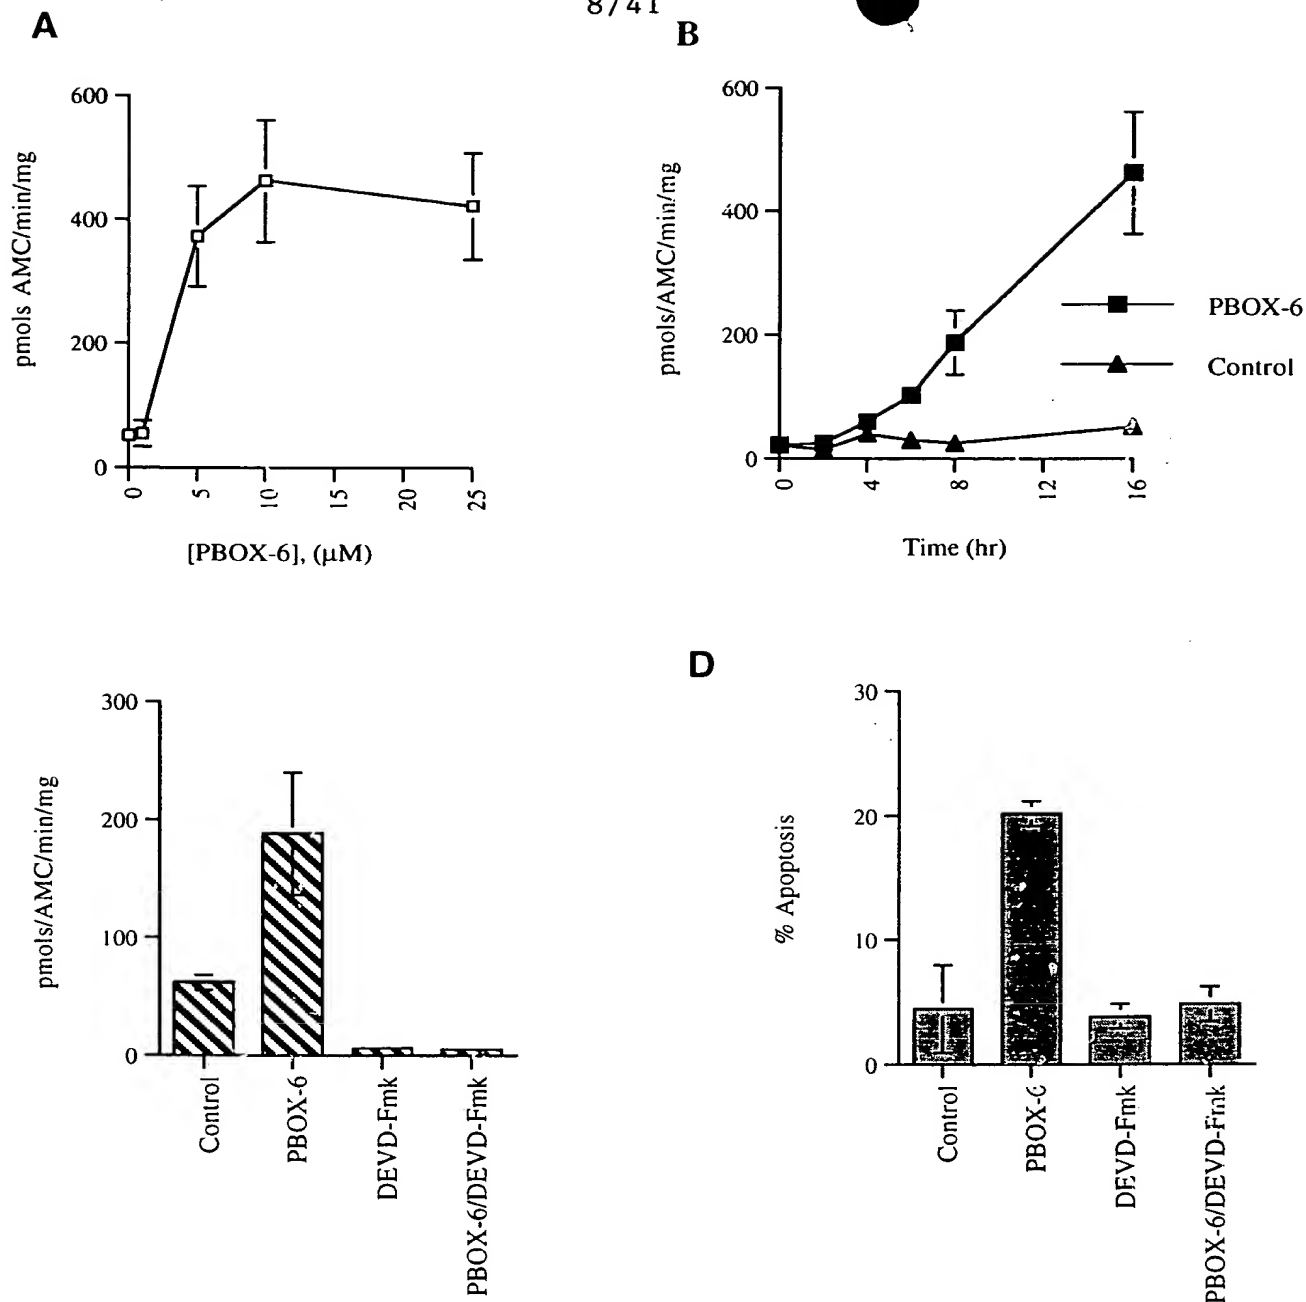 8/41
A
B
600
400
200
0
pmols AMC/min/mg
0 5 10 15 20 25
[PBOX-6], (μM)
600
400
200
0
pmols/AMC/min/mg
0 4 8 12 16
Time (hr)
PBOX-6
Control
300
200
100
0
pmols/AMC/min/mg
Control
PBOX-6
DEVD-Fmk
PBOX-6/DEVD-Fmk
D
30
20
10
0
% Apoptosis
Control
PBOX-6
DEVD-Fmk
PBOX-6/DEVD-Fmk